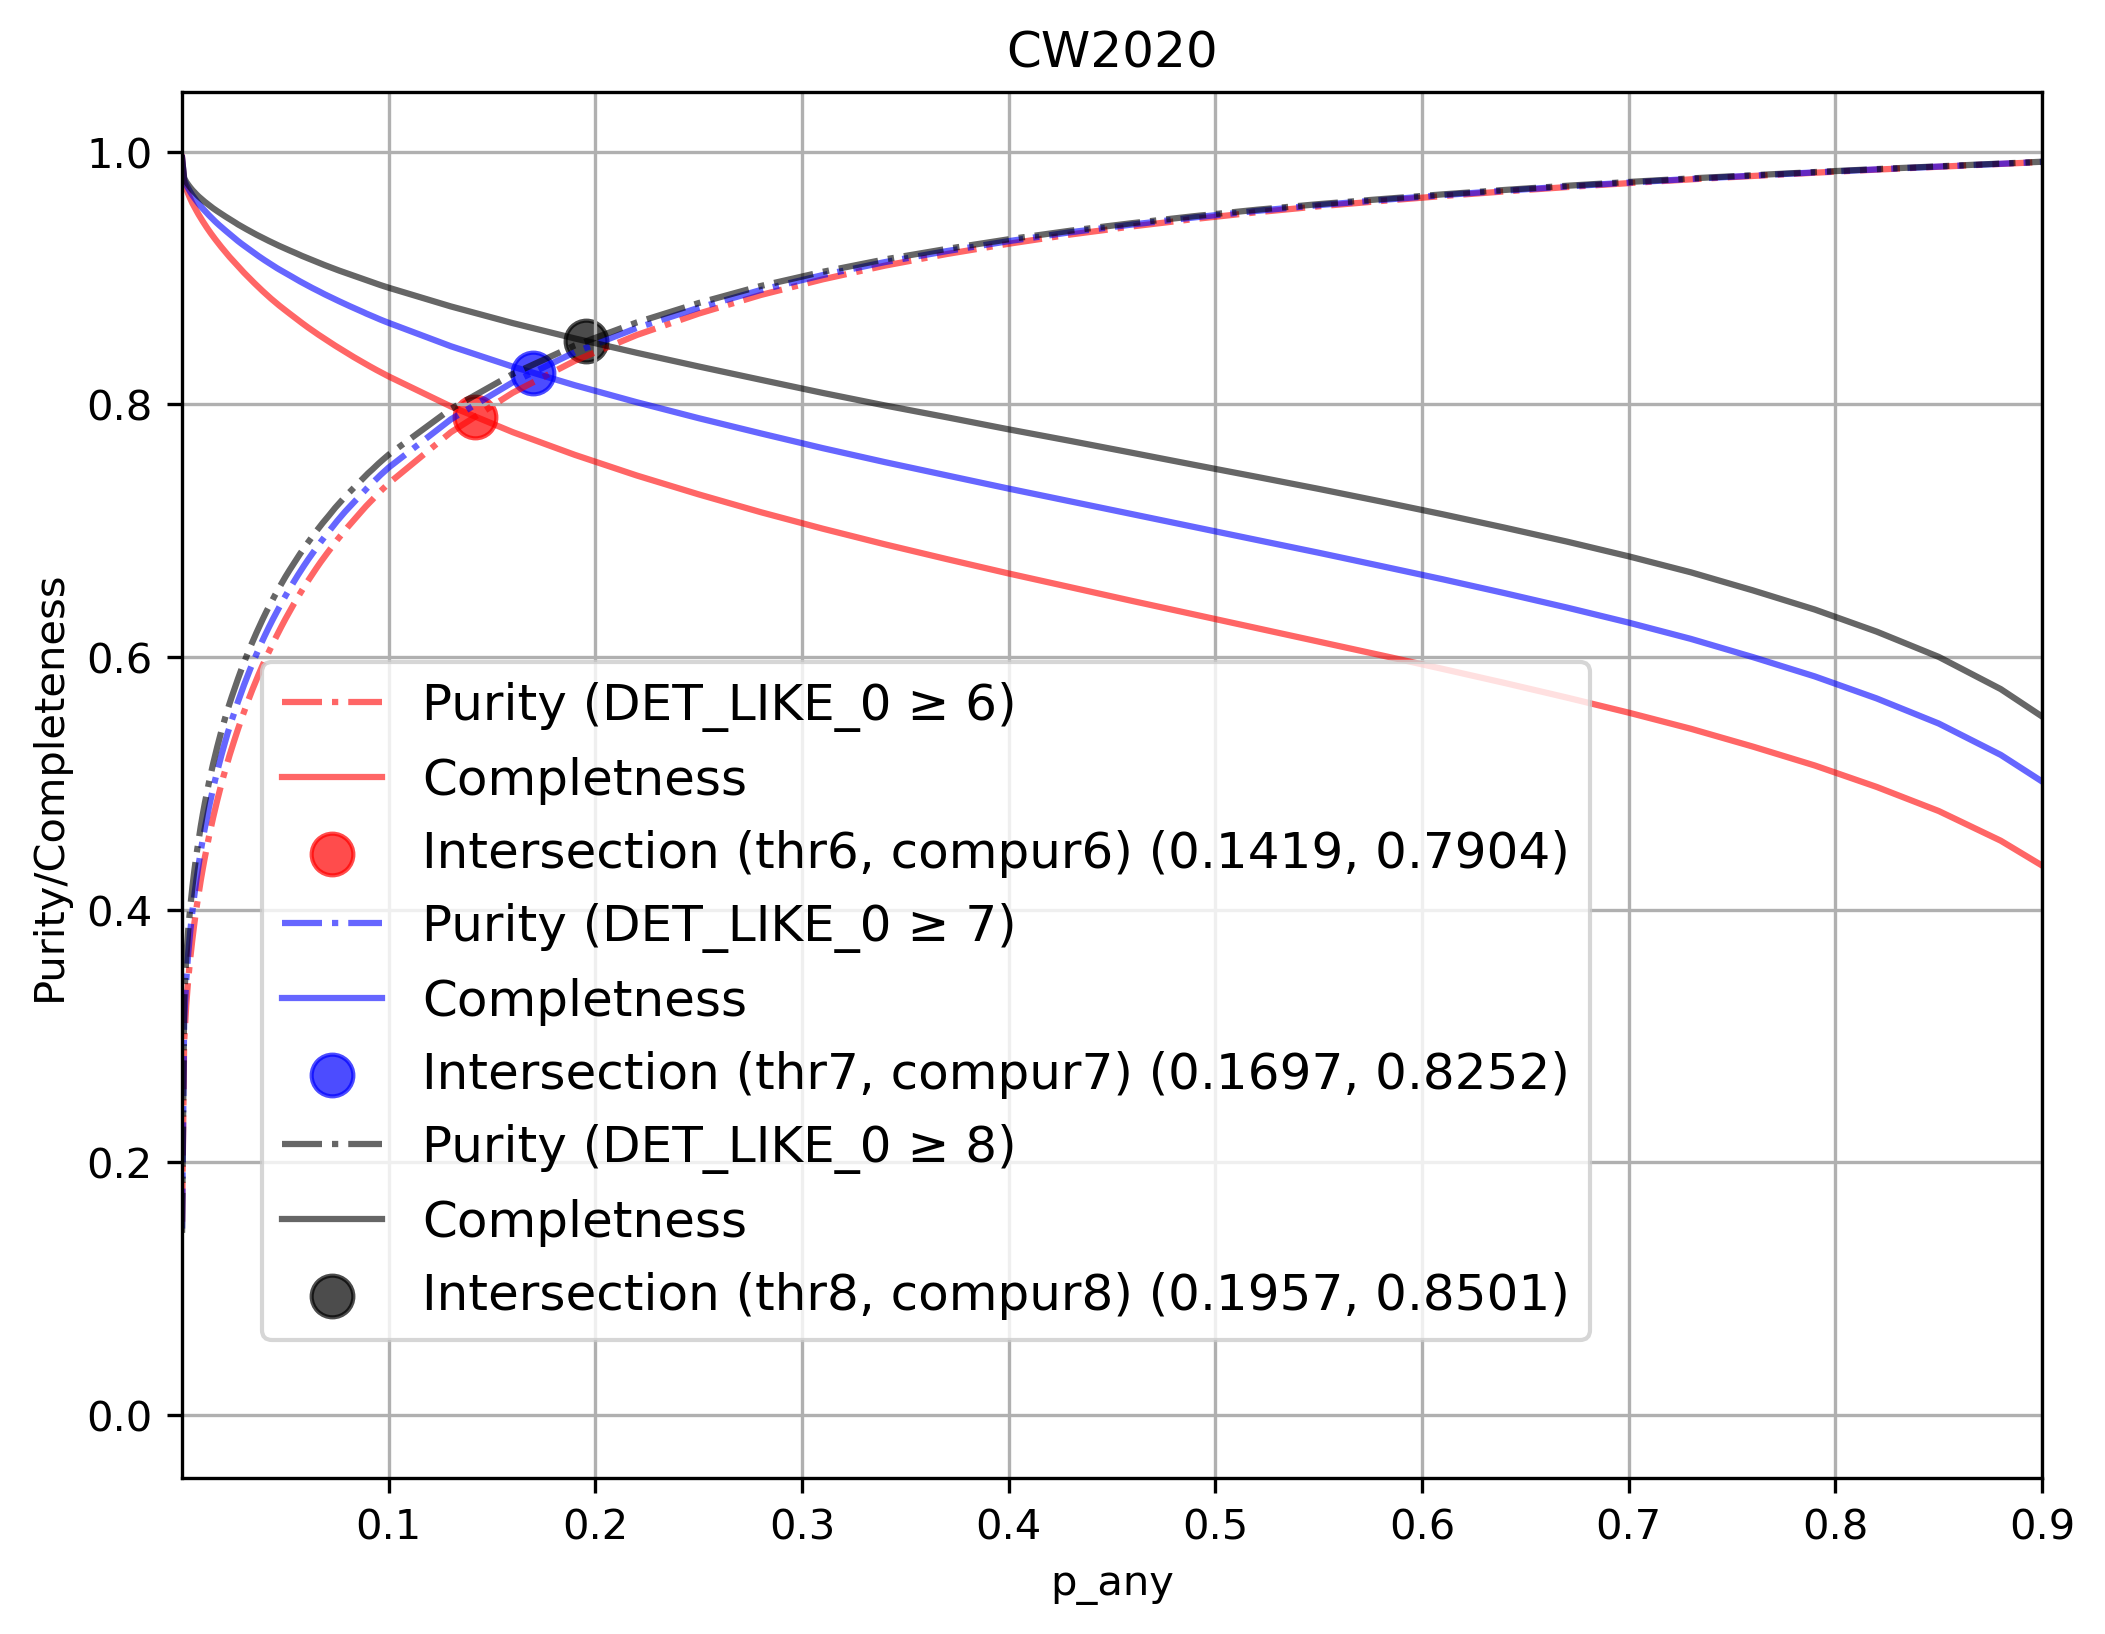 CW2020
Purity/Completeness
1.0
0.8
0.6
0.4
0.2
0.0
Purity (DET_LIKE_0 ≥ 6)
Completness
Intersection (thr6, compur6) (0.1419, 0.7904)
Purity (DET_LIKE_0 ≥ 7)
Completness
Intersection (thr7, compur7) (0.1697, 0.8252)
Purity (DET_LIKE_0 ≥ 8)
Completness
Intersection (thr8, compur8) (0.1957, 0.8501)
0.1 0.2 0.3 0.4 0.5 0.6 0.7 0.8 0.9
p_any